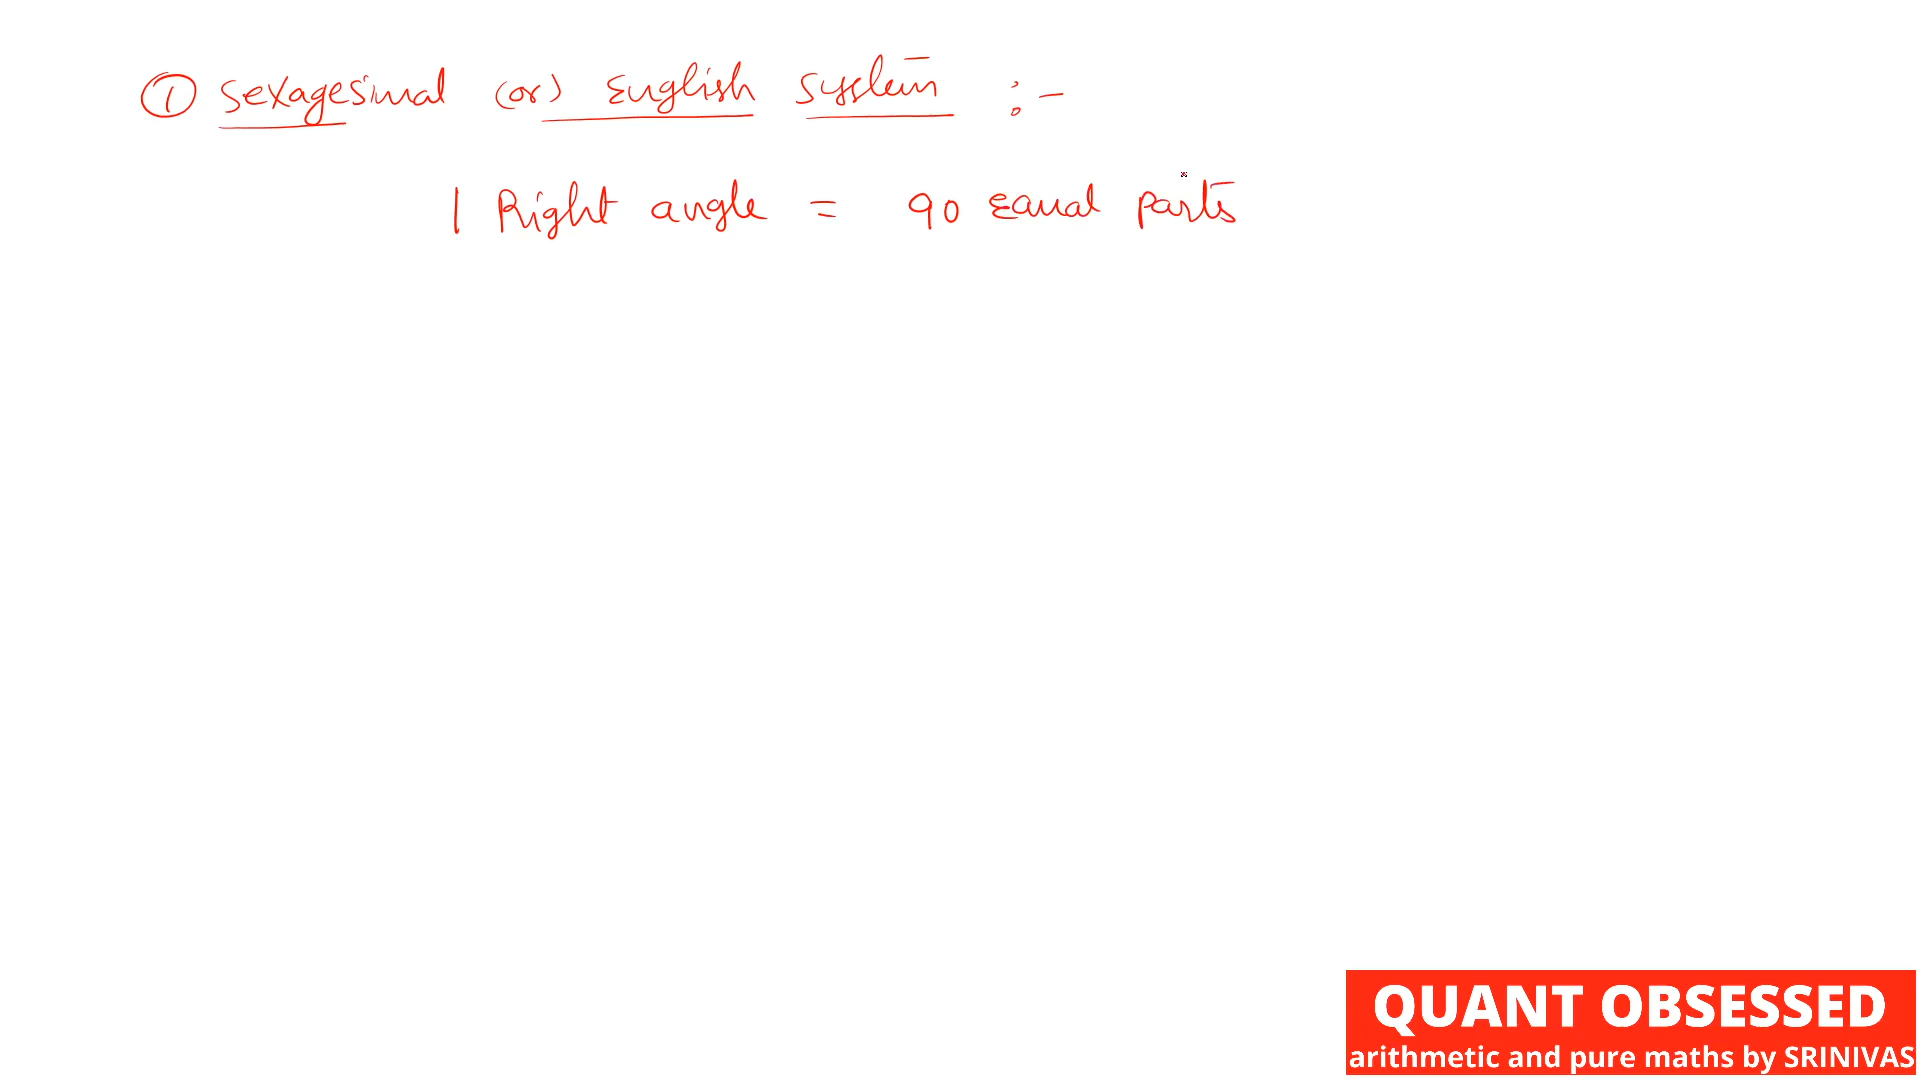 ① Sexagesimal (or) English System :-
1 Right angle = 90 Equal parts
QUANT OBSESSED
arithmetic and pure maths by SRINIVAS